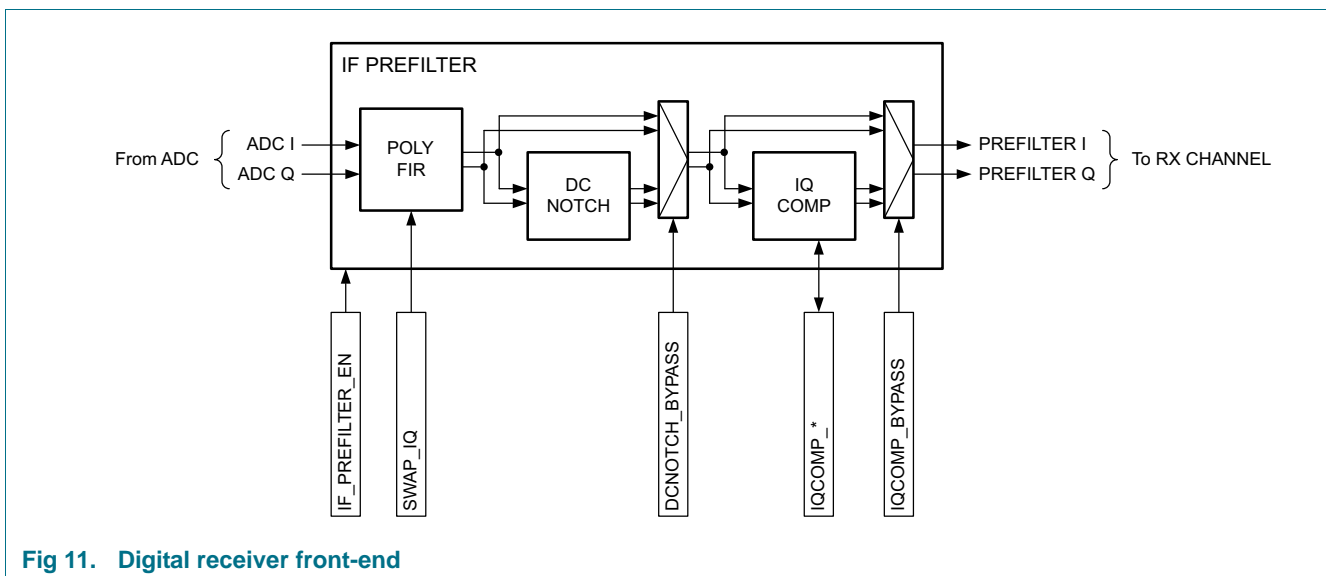 IF PREFILTER
From ADC
ADC I
ADC Q
POLY
FIR
DC
NOTCH
IQ
COMP
PREFILTER I
PREFILTER Q
To RX CHANNEL
IF_PREFILTER_EN
SWAP_IQ
DCNOTCH_BYPASS
IQCOMP_*
IQCOMP_BYPASS
Fig 11. Digital receiver front-end